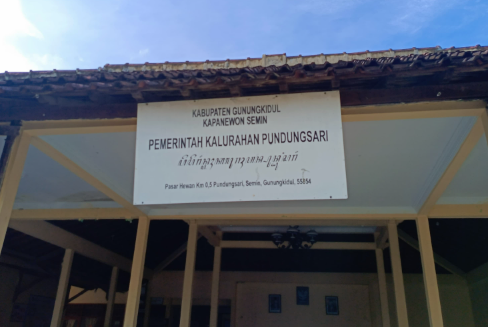 KABUPATEN GUNUNGKIDUL
KAPANEWON SEMIN
PEMERINTAH KALURAHAN PUNDUNGSARI
Pasar Hewan Km 0,5 Pundungsari, Semin, Gunungkidul, 55854